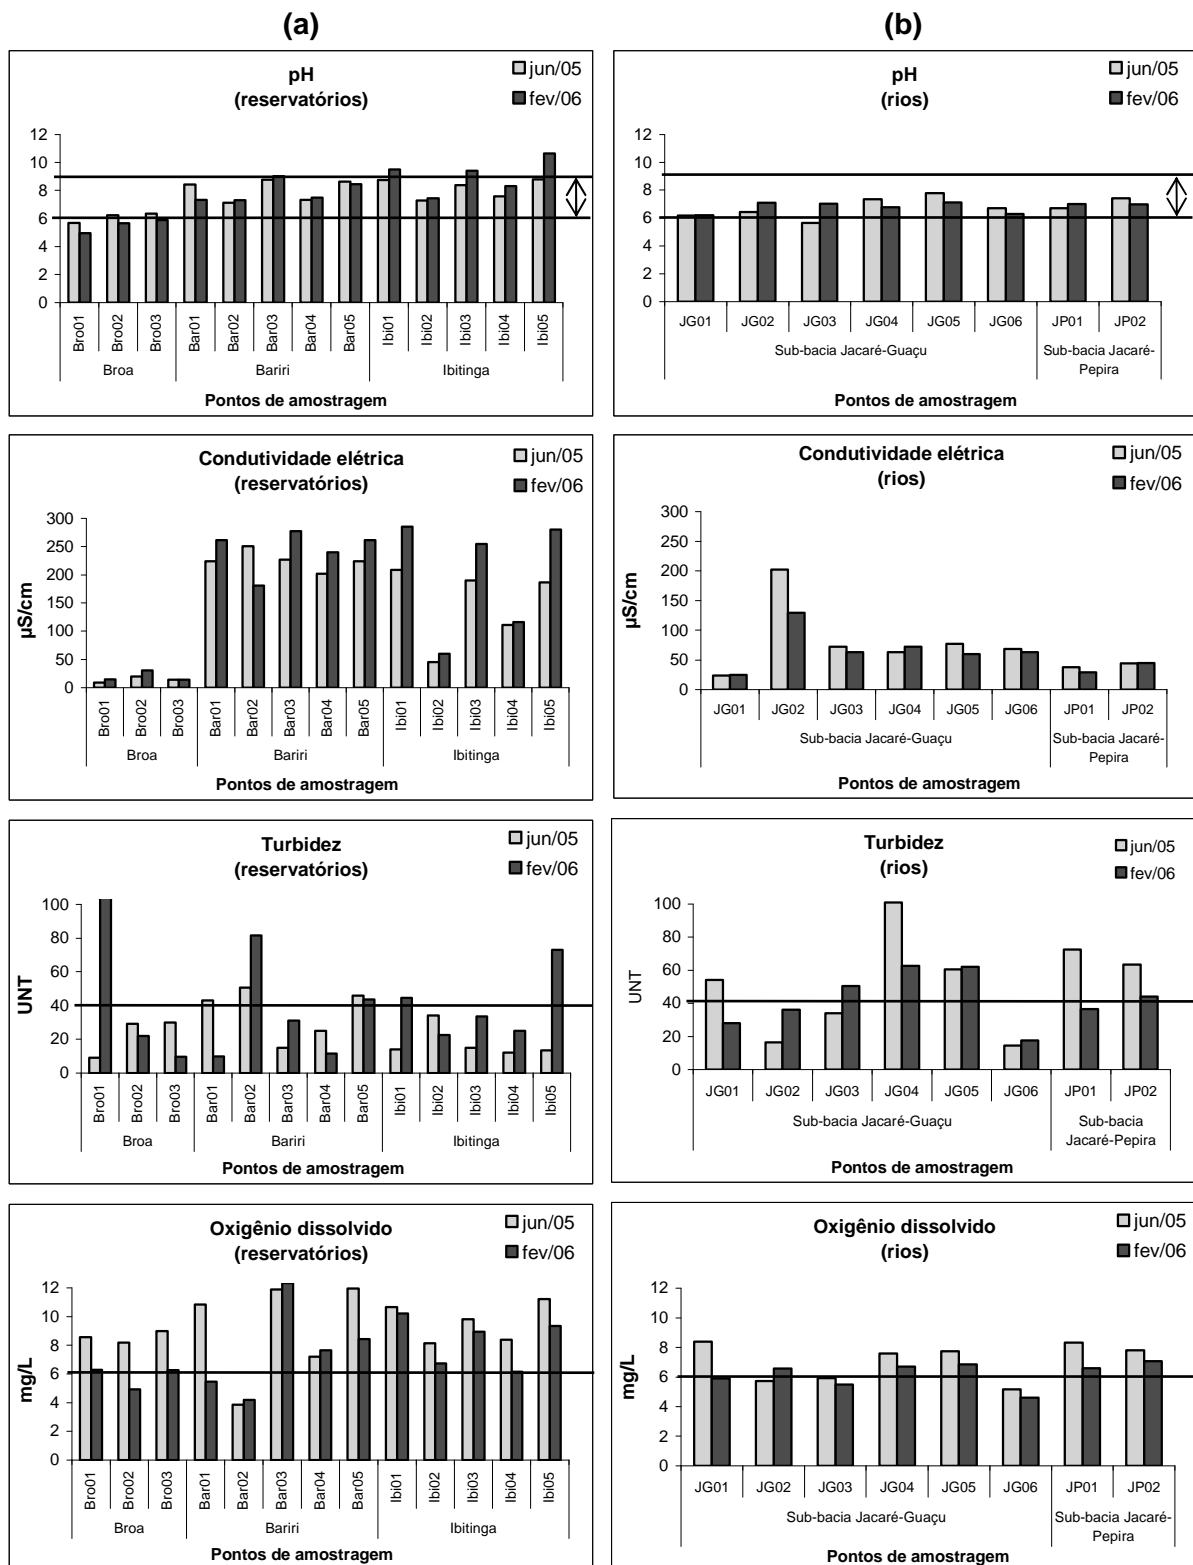 (a)
pH
(reservatórios)
jun/05
fev/06
12
10
8
6
4
2
0
Bro01 Bro02 Bro03 Bar01 Bar02 Bar03 Bar04 Bar05 Ibi01 Ibi02 Ibi03 Ibi04 Ibi05
Broa Bariri Ibitinga
Pontos de amostragem
Condutividade elétrica
(reservatórios)
jun/05
fev/06
µS/cm
300
250
200
150
100
50
0
Bro01 Bro02 Bro03 Bar01 Bar02 Bar03 Bar04 Bar05 Ibi01 Ibi02 Ibi03 Ibi04 Ibi05
Broa Bariri Ibitinga
Pontos de amostragem
Turbidez
(reservatórios)
jun/05
fev/06
UNT
100
80
60
40
20
0
Bro01 Bro02 Bro03 Bar01 Bar02 Bar03 Bar04 Bar05 Ibi01 Ibi02 Ibi03 Ibi04 Ibi05
Broa Bariri Ibitinga
Pontos de amostragem
Oxigênio dissolvido
(reservatórios)
jun/05
fev/06
mg/L
12
10
8
6
4
2
0
Bro01 Bro02 Bro03 Bar01 Bar02 Bar03 Bar04 Bar05 Ibi01 Ibi02 Ibi03 Ibi04 Ibi05
Broa Bariri Ibitinga
Pontos de amostragem
(b)
pH
(rios)
jun/05
fev/06
12
10
8
6
4
2
0
JG01 JG02 JG03 JG04 JG05 JG06 JP01 JP02
Sub-bacia Jacaré-Guaçu Sub-bacia Jacaré-
Pepira
Pontos de amostragem
Condutividade elétrica
(rios)
jun/05
fev/06
µS/cm
300
250
200
150
100
50
0
JG01 JG02 JG03 JG04 JG05 JG06 JP01 JP02
Sub-bacia Jacaré-Guaçu Sub-bacia Jacaré-
Pepira
Pontos de amostragem
Turbidez
(rios)
jun/05
fev/06
UNT
100
80
60
40
20
0
JG01 JG02 JG03 JG04 JG05 JG06 JP01 JP02
Sub-bacia Jacaré-Guaçu Sub-bacia
Jacaré-Pepira
Pontos de amostragem
Oxigênio dissolvido
(rios)
jun/05
fev/06
mg/L
12
10
8
6
4
2
0
JG01 JG02 JG03 JG04 JG05 JG06 JP01 JP02
Sub-bacia Jacaré-Guaçu Sub-bacia Jacaré-
Pepira
Pontos de amostragem